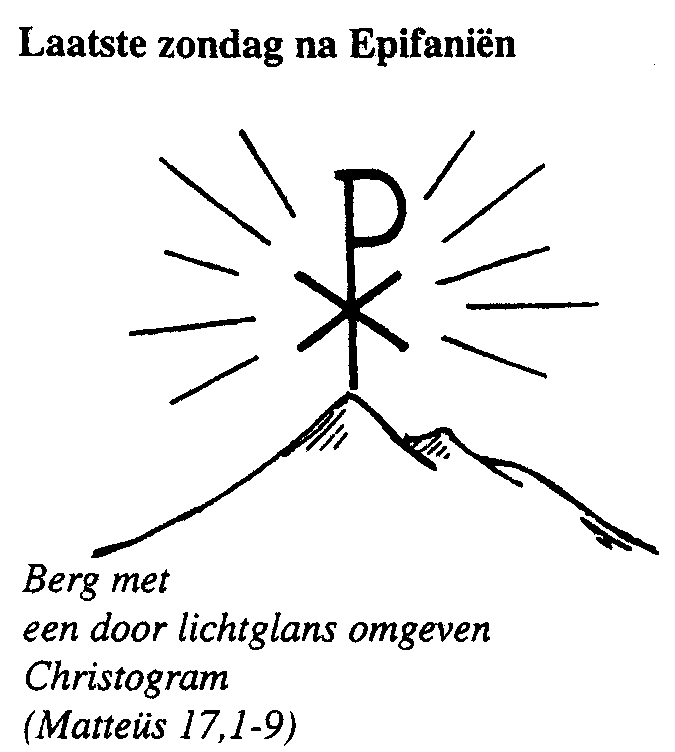 Laatste zondag na Epifaniën
Berg met
een door lichtglans omgeven
Christogram
(Matteüs 17,1-9)